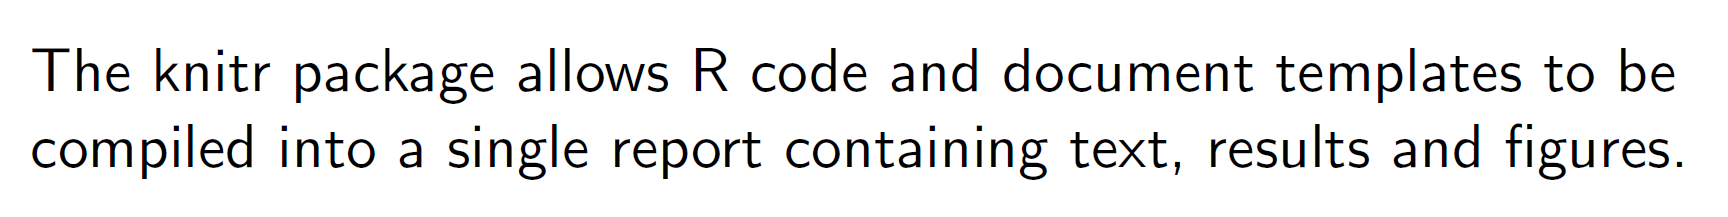 The knitr package allows R code and document templates to be
compiled into a single report containing text, results and figures.